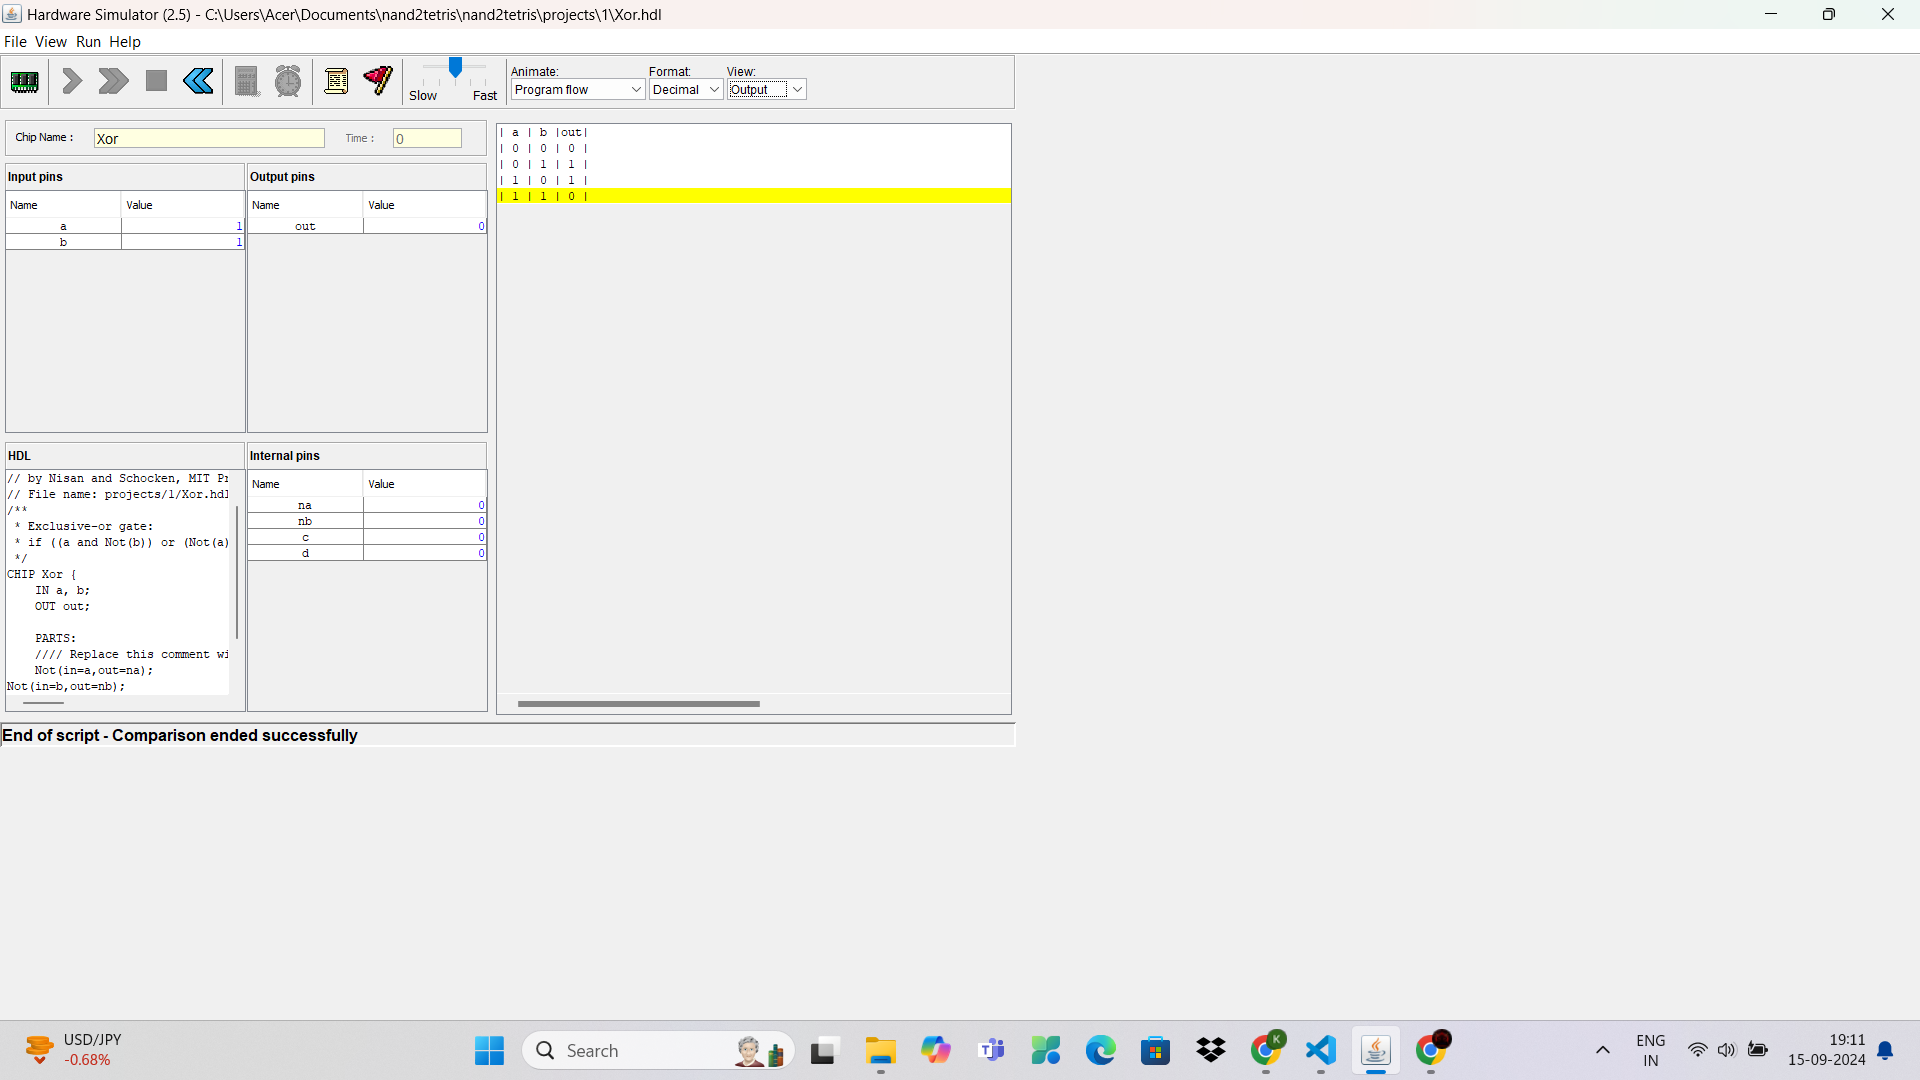 Hardware Simulator (2.5) - C:\Users\Acer\Documents\nand2tetris\nand2tetris\projects\1\Xor.hdl
File View Run Help
Slow Fast
Animate:
Program flow
Format:
Decimal
View:
Output
Chip Name :
Xor
Time :
0
Input pins
Name Value
a 1
b 1
Output pins
Name Value
out 0
| a | b |out|
| 0 | 0 | 0 |
| 0 | 1 | 1 |
| 1 | 0 | 1 |
| 1 | 1 | 0 |
HDL
// by Nisan and Schocken, MIT Pr
// File name: projects/1/Xor.hdl
/**
* Exclusive-or gate:
* if ((a and Not(b)) or (Not(a)
*/
CHIP Xor {
IN a, b;
OUT out;
PARTS:
//// Replace this comment wi
Not(in=a,out=na);
Not(in=b,out=nb);
Internal pins
Name Value
na 0
nb 0
c 0
d 0
End of script - Comparison ended successfully
USD/JPY
-0.68%
Search
K
ENG
IN
19:11
15-09-2024